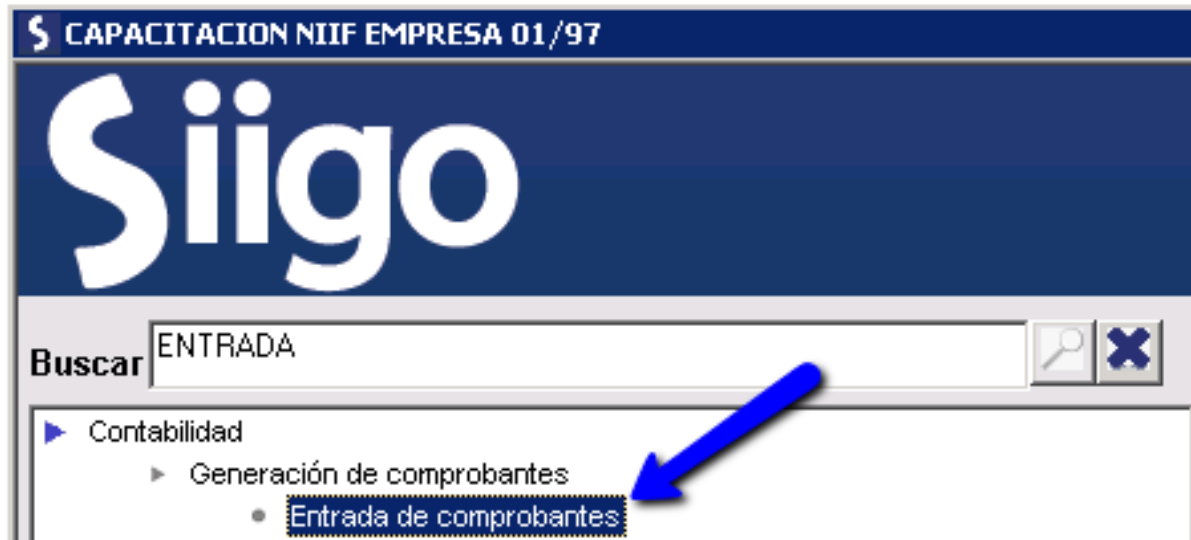 CAPACITACION NIIF EMPRESA 01/97
Siigo
Buscar ENTRADA
Contabilidad
Generación de comprobantes
Entrada de comprobantes